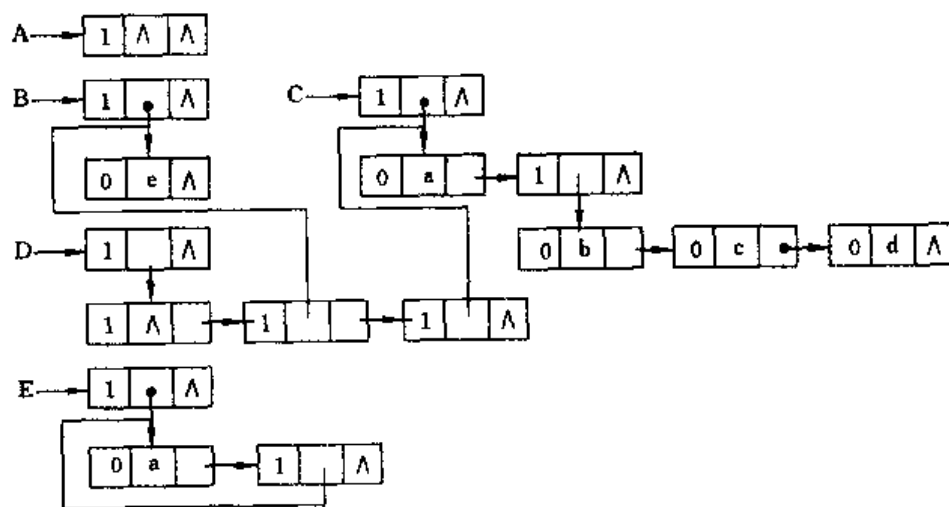 A 1 ∧ ∧
B 1 ∧
C 1 ∧
0 e ∧
0 a 1 ∧
D 1 ∧
0 b 0 c 0 d ∧
1 ∧ 1 1 ∧
E 1 ∧
0 a 1 ∧